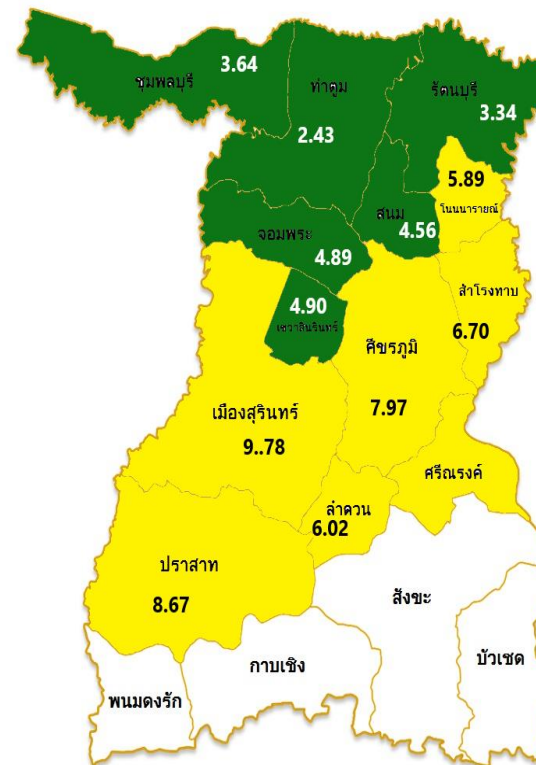 3.64
ชุมพลบุรี
ท่าตูม
2.43
รัตนบุรี
3.34
5.89
โนนนารายณ์
สนม
4.56
จอมพระ
4.89
4.90
เขวาสินรินทร์
สำโรงทาบ
6.70
ศีขรภูมิ
7.97
เมืองสุรินทร์
9..78
ศรีณรงค์
ลำดวน
6.02
ปราสาท
8.67
สังขะ
กาบเชิง
บัวเชด
พนมดงรัก